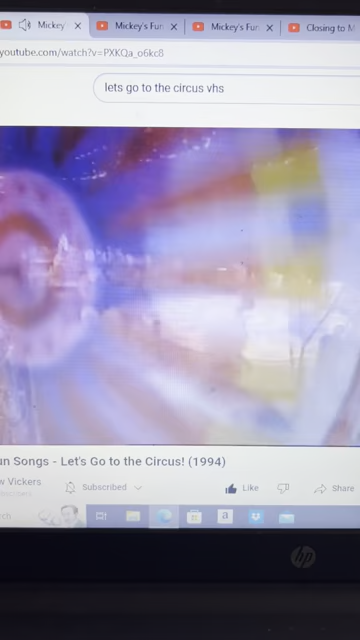 Mickey
Mickey's Fun
Mickey's Fun
Closing to M
youtube.com/watch?v=PXKQa_o6kc8
lets go to the circus vhs
un Songs - Let's Go to the Circus! (1994)
w Vickers
Subscribed
Like
Share
rch
a
hp